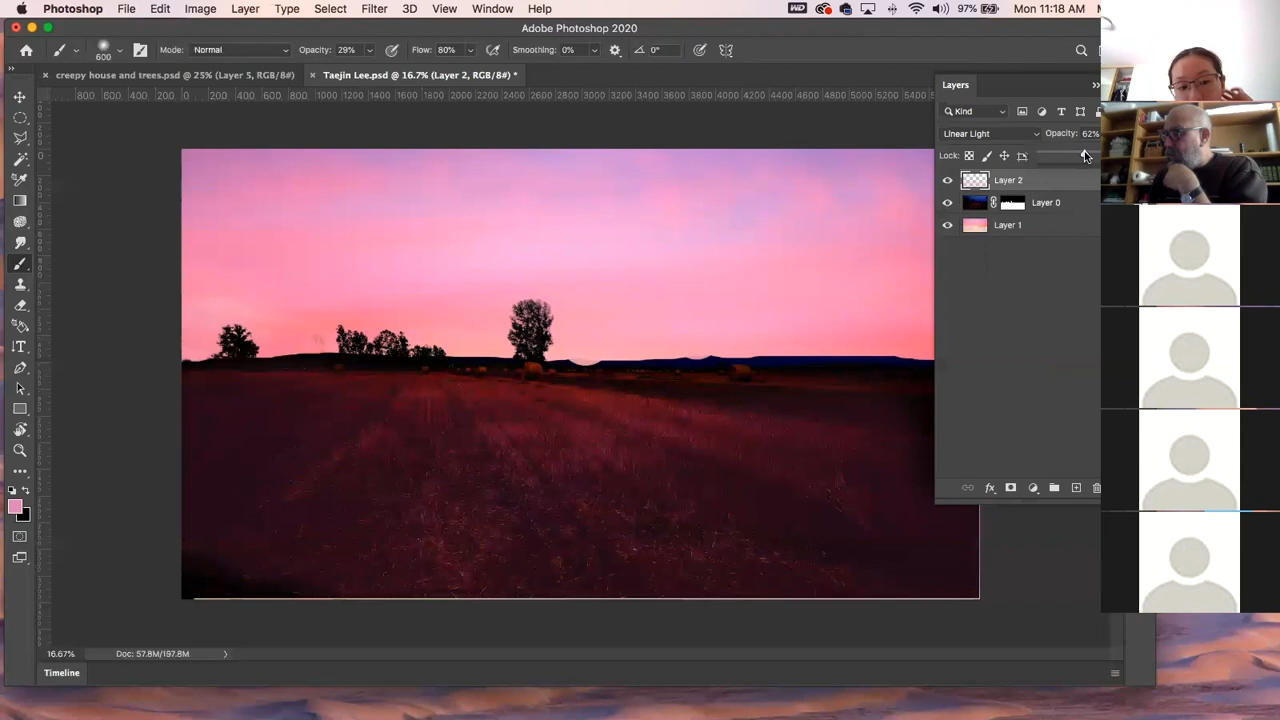 Photoshop File Edit Image Layer Type Select Filter 3D View Window Help 97% Mon 11:18 AM
Adobe Photoshop 2020
600 Mode: Normal Opacity: 29% Flow: 80% Smoothing: 0% 0°
× creepy house and trees.psd @ 25% (Layer 5, RGB/8#) × Taejin Lee.psd @ 16.7% (Layer 2, RGB/8#) *
800 600 400 200 0 200 400 600 800 1000 1200 1400 1600 1800 2000 2200 2400 2600 2800 3000 3200 3400 3600 3800 4000 4200 4400 4600 4800 5000 5200 5400
Layers
Kind
Linear Light Opacity: 62%
Lock:
Layer 2
Layer 0
Layer 1
fx
16.67% Doc: 57.8M/197.8M
Timeline